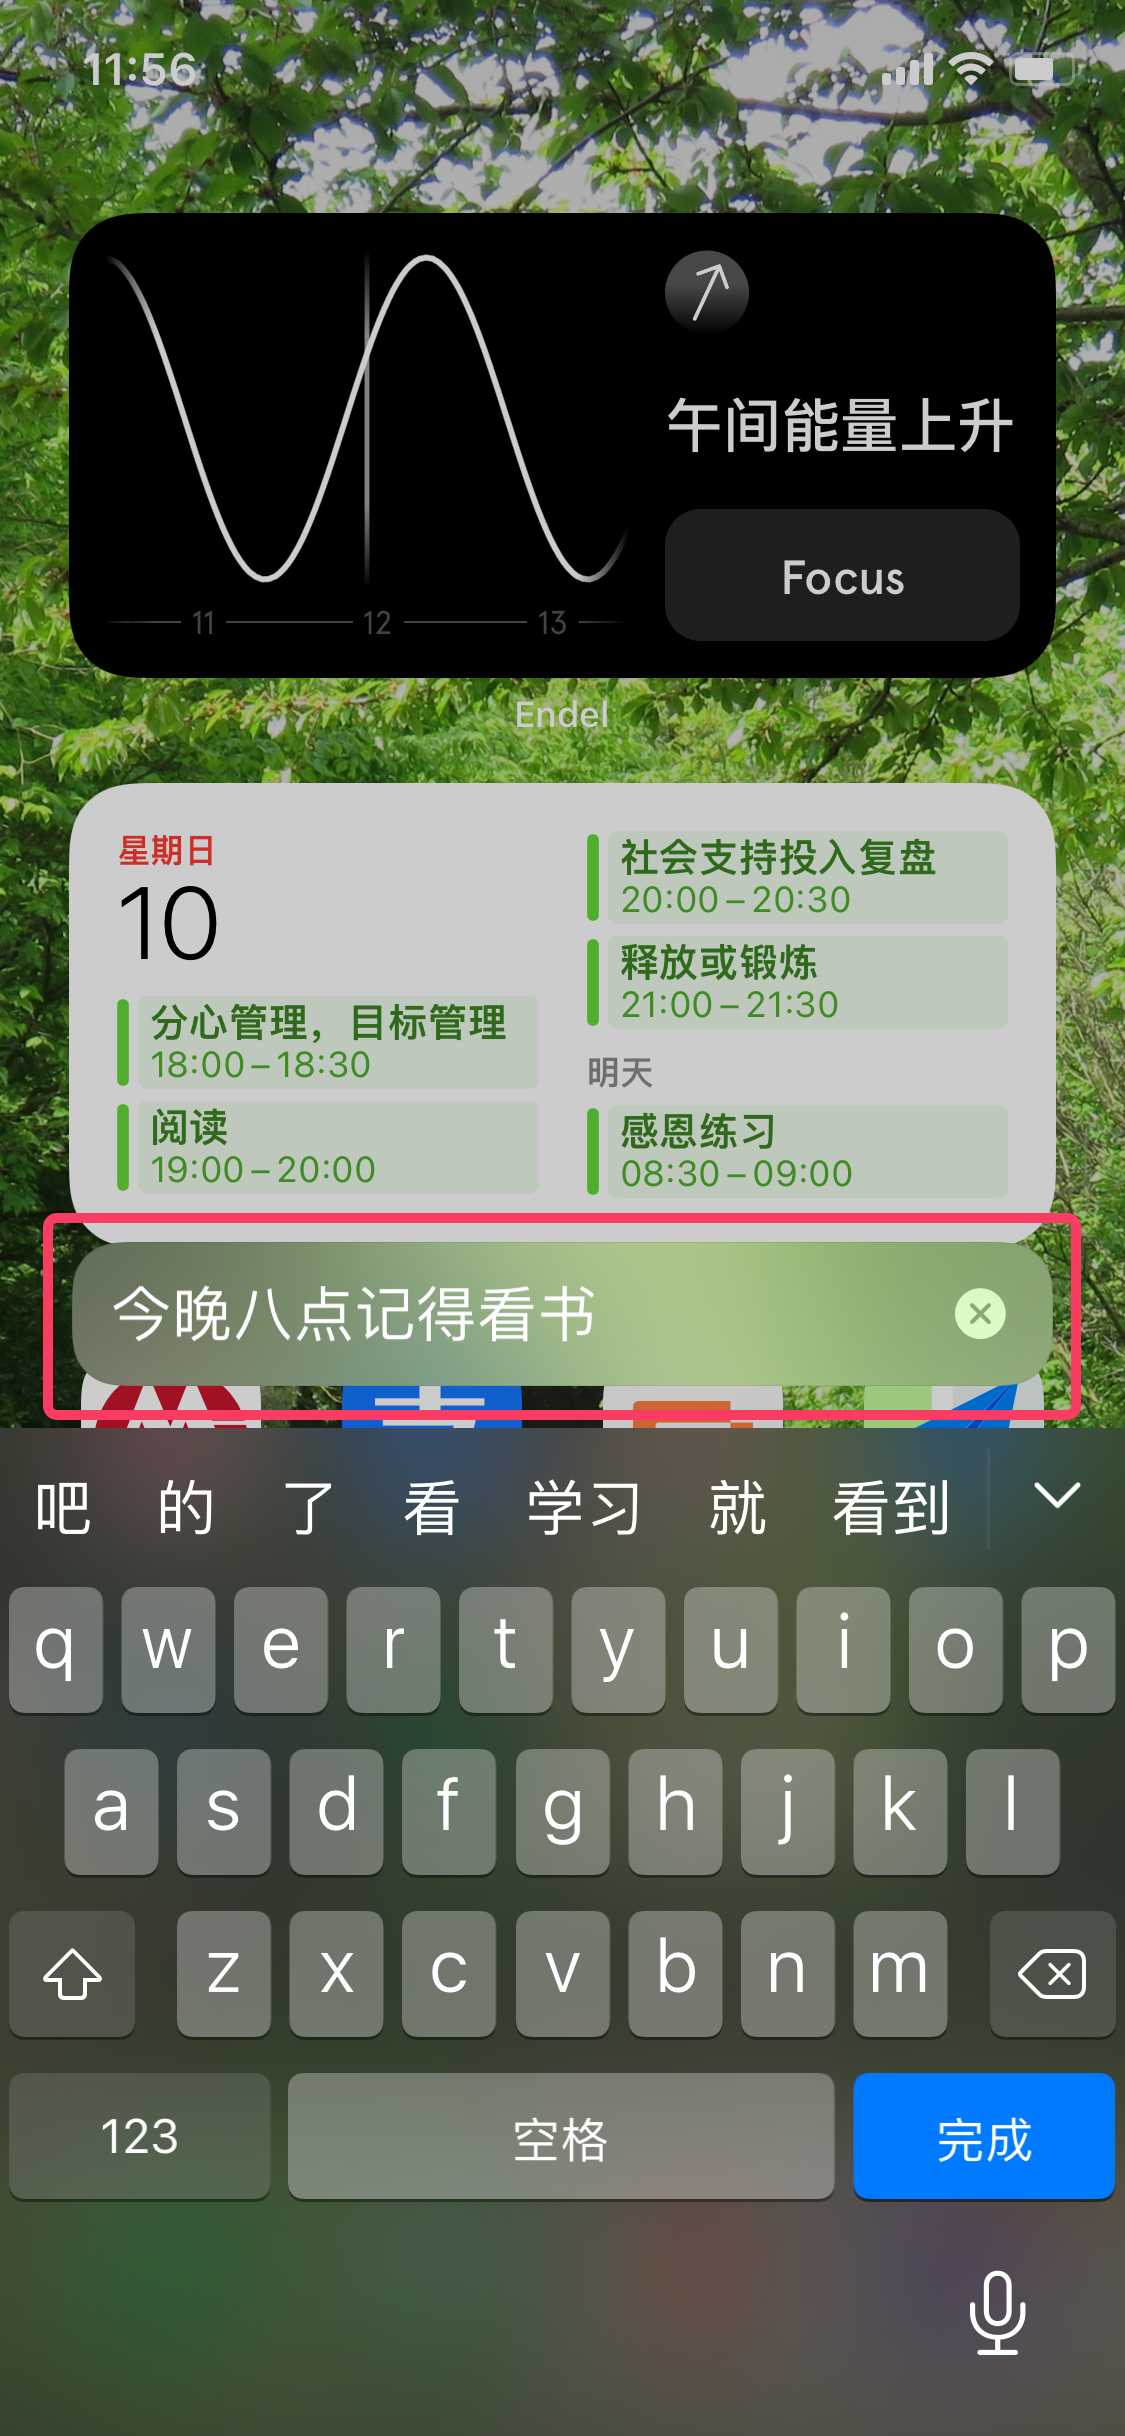 11:56
午间能量上升
Focus
11
12
13
Endel
星期日
10
分心管理，目标管理
18:00 – 18:30
阅读
19:00 – 20:00
社会支持投入复盘
20:00 – 20:30
释放或锻炼
21:00 – 21:30
明天
感恩练习
08:30 – 09:00
今晚八点记得看书
吧 的 了 看 学习 就 看到
q w e r t y u i o p
a s d f g h j k l
z x c v b n m
123 空格 完成